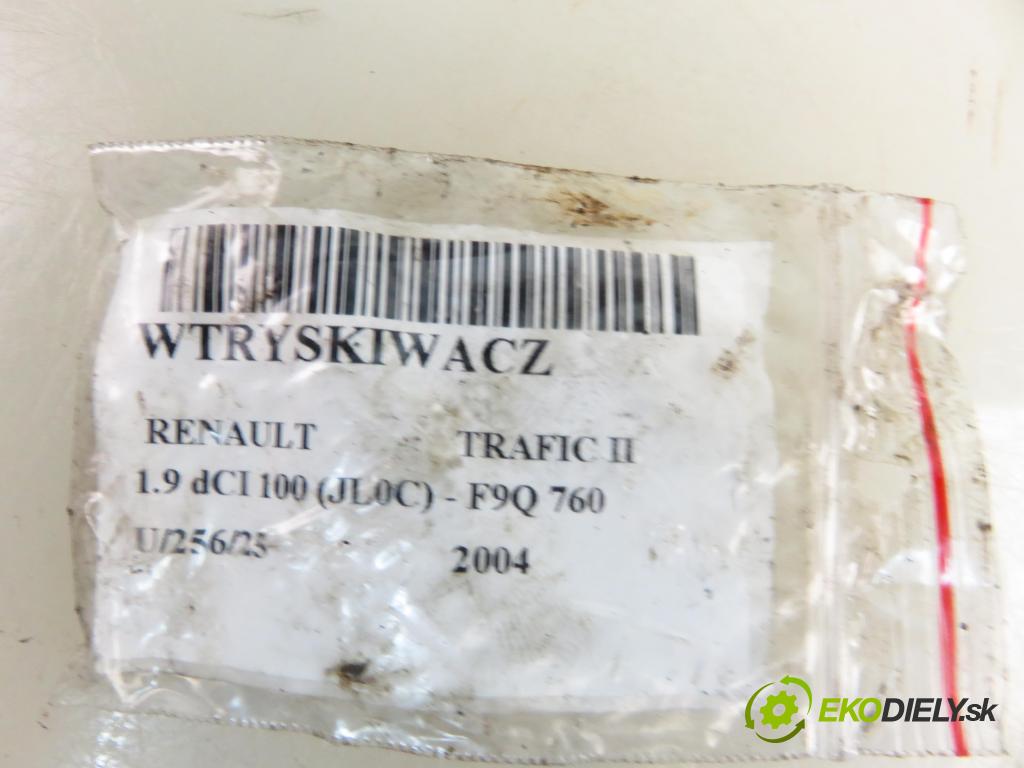 WTRYSKIWACZ
RENAULT TRAFIC II
1.9 dCI 100 (JL0C) - F9Q 760
U/256/25 2004
EKODIELY.sk